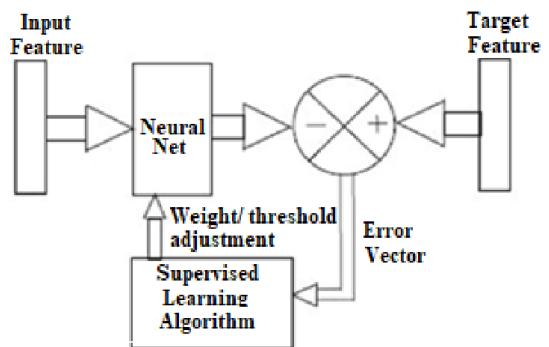 Input
Feature
Target
Feature
Neural
Net
− +
Weight/ threshold
adjustment
Error
Vector
Supervised
Learning
Algorithm